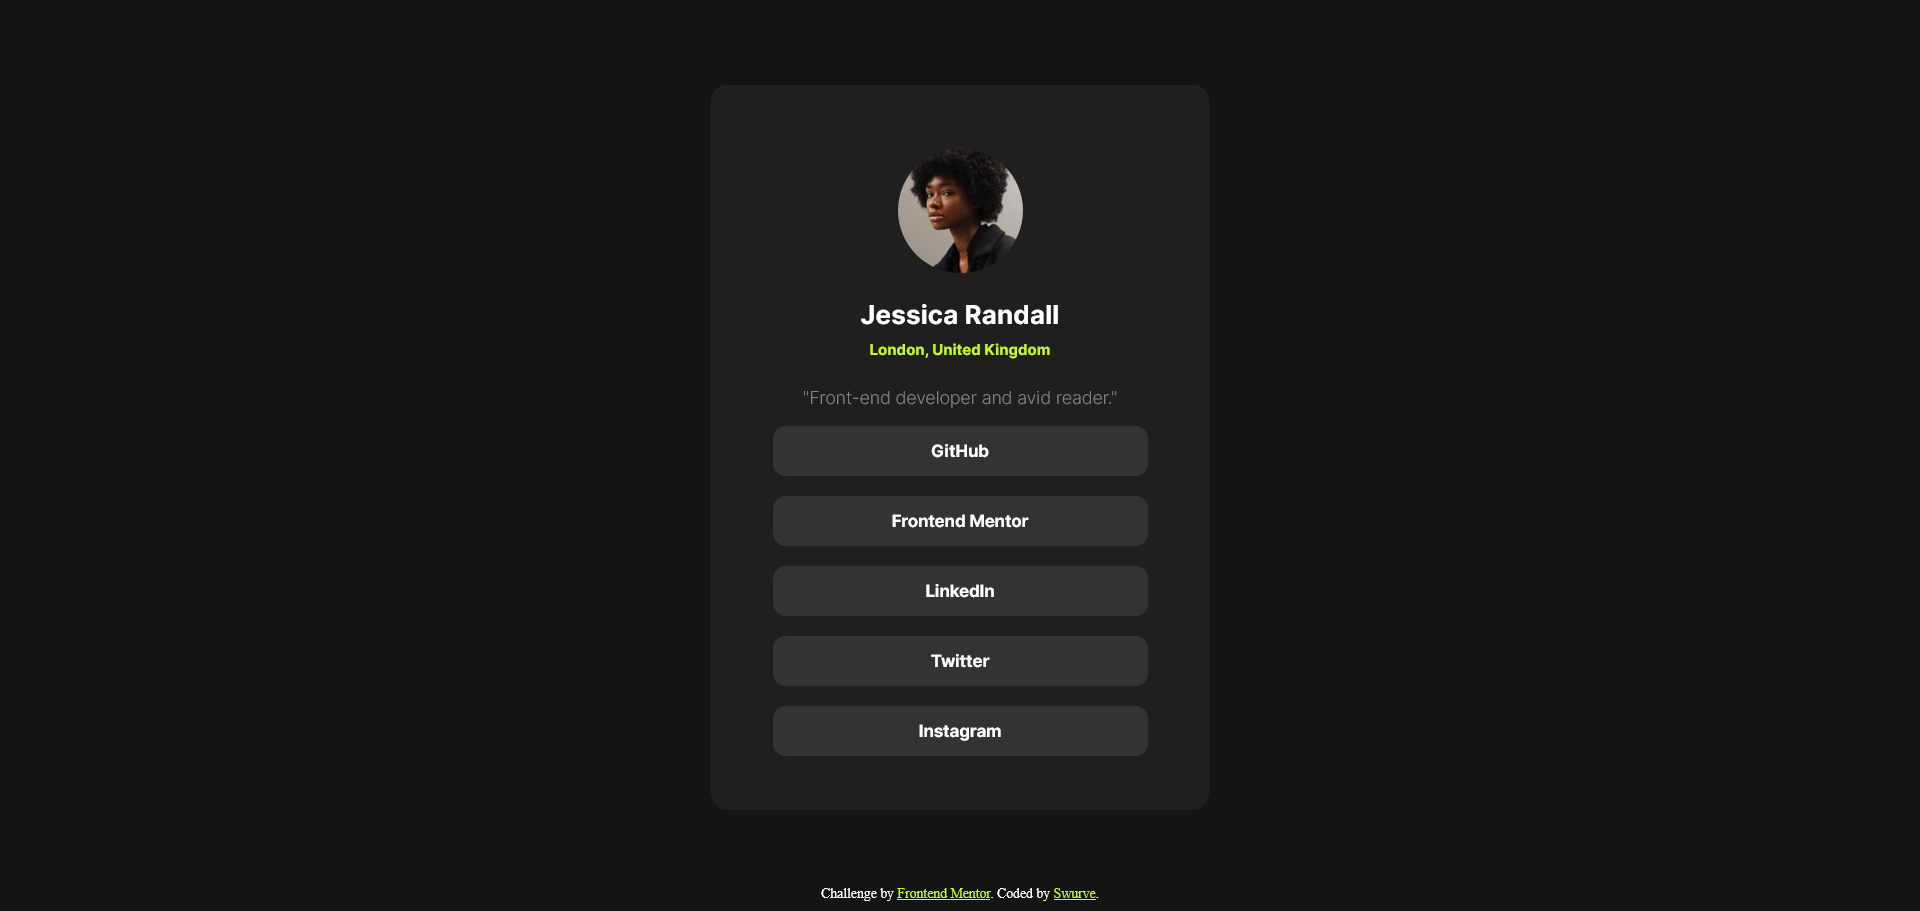 Jessica Randall
London, United Kingdom
"Front-end developer and avid reader."
GitHub
Frontend Mentor
LinkedIn
Twitter
Instagram
Challenge by Frontend Mentor. Coded by Swurve.